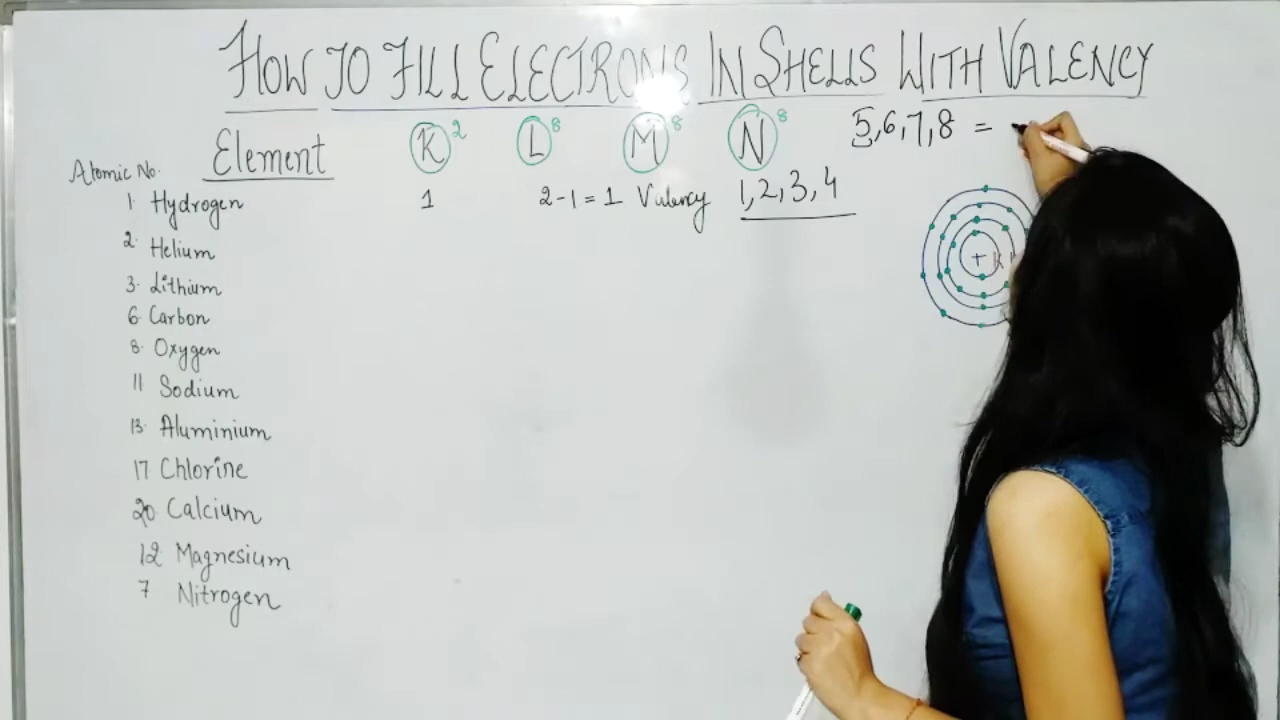 HOW TO FILL ELECTRONS IN SHELLS WITH VALENCY
Atomic No. Element K 2 L 8 M 8 N 8 5,6,7,8 =
1. Hydrogen 1 2-1=1 Valency 1,2,3,4
2. Helium
3. Lithium
6. Carbon
8. Oxygen
11 Sodium
13. Aluminium
17 Chlorine
20 Calcium
12 Magnesium
7 Nitrogen
+ K